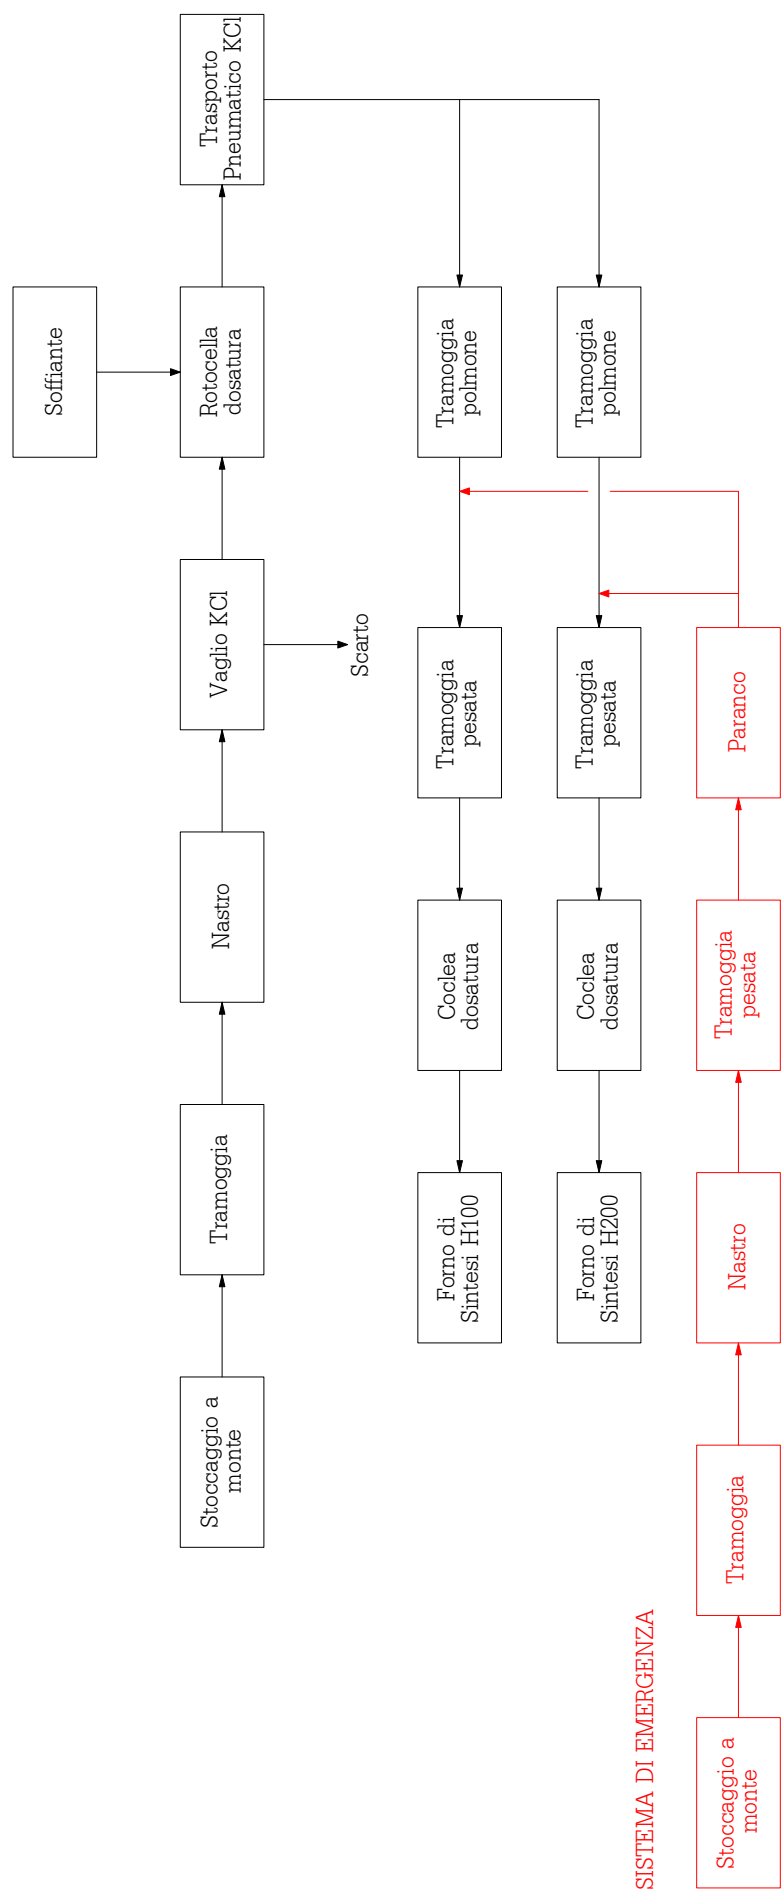 Soffiante
Stoccaggio a
monte
Tramoggia
Nastro
Vaglio KCl
Rotocella
dosatura
Trasporto
Pneumatico KCl
Scarto
Forno di
Sintesi H100
Coclea
dosatura
Tramoggia
pesata
Tramoggia
polmone
Forno di
Sintesi H200
Coclea
dosatura
Tramoggia
pesata
Tramoggia
polmone
SISTEMA DI EMERGENZA
Stoccaggio a
monte
Tramoggia
Nastro
Tramoggia
pesata
Paranco